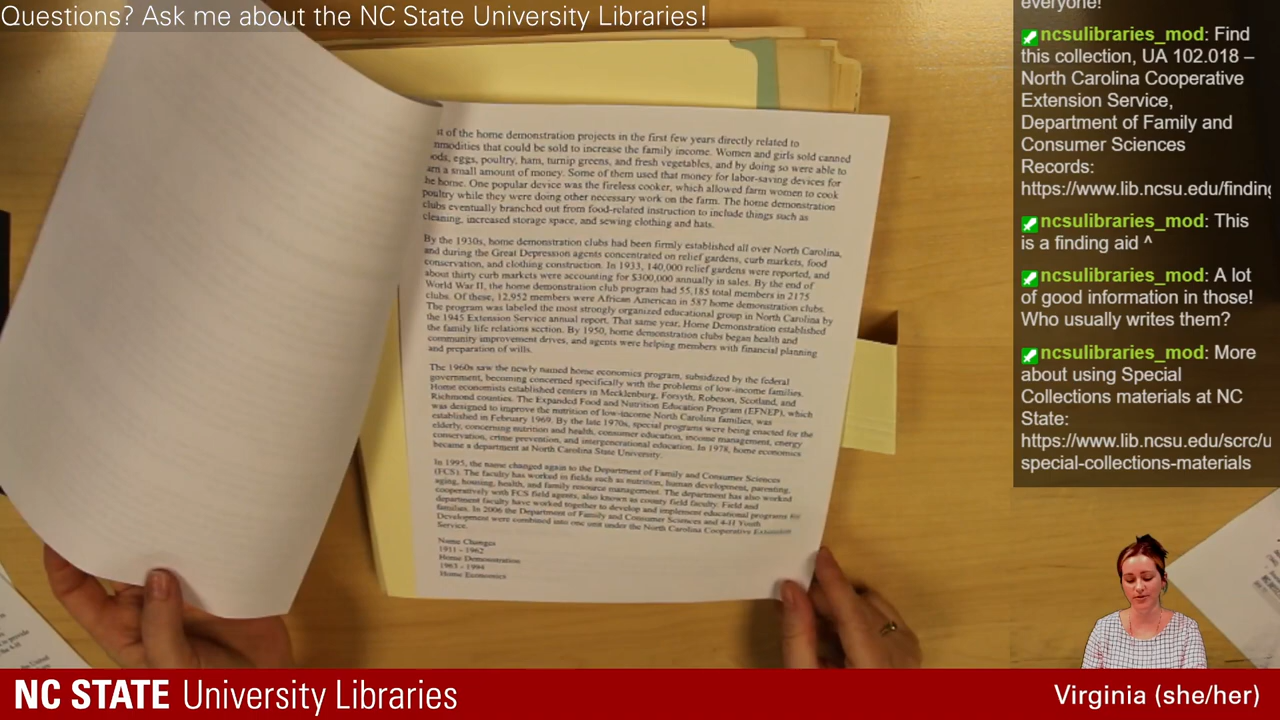 Questions? Ask me about the NC State University Libraries!
of the home demonstration projects in the first few years directly related to
that could be sold to increase the family income. Women and girls sold canned
eggs, poultry, ham, turnip greens, and fresh vegetables, and by doing so were able to
a small amount of money. Some of them used that money for labor-saving devices for
home. One popular device was the fireless cooker, which allowed farm women to cook
poultry while they were doing other necessary work on the farm. The home demonstration
clubs eventually branched out from food-related instruction to include things such as
cleaning, increased storage space, and sewing clothing and hats.
By the 1930s, home demonstration clubs had been firmly established all over North Carolina,
and during the Great Depression agents concentrated on relief gardens, curb markets, food
conservation, and clothing construction. In 1933, 140,000 relief gardens were reported, and
about thirty curb markets were accounting for $300,000 annually in sales. By the end of
World War II, the home demonstration club program had 55,185 total members in 2175
clubs. Of these, 12,952 members were African American in 587 home demonstration clubs.
The program was labeled the most strongly organized educational group in North Carolina by
the 1945 Extension Service annual report. That same year, Home Demonstration established
the family life relations section. By 1950, home demonstration clubs began health and
community improvement drives, and agents were helping members with financial planning
and preparation of wills.
The 1960s saw the newly named home economics program, subsidized by the federal
government, becoming concerned specifically with the problems of low-income families.
Home economists established centers in Mecklenburg, Forsyth, Robeson, Scotland, and
Richmond counties. The Expanded Food and Nutrition Education Program (EFNEP), which
was designed to improve the nutrition of low-income North Carolina families, was
established in February 1969. By the late 1970s, special programs were being enacted for the
elderly, concerning nutrition and health, consumer education, income management, energy
conservation, crime prevention, and intergenerational education. In 1978, home economics
became a department at North Carolina State University.
In 1995, the name changed again to the Department of Family and Consumer Sciences
(FCS). The faculty has worked in fields such as nutrition, human development, parenting,
aging, housing, health, and family resource management. The department has also worked
cooperatively with FCS field agents, also known as county field faculty. Field and
department faculty have worked together to develop and implement educational programs for
families. In 2006 the Department of Family and Consumer Sciences and 4-H Youth
Development were combined into one unit under the North Carolina Cooperative Extension
Service.
Name Changes
1911 - 1962
Home Demonstration
1963 - 1994
Home Economics
everyone!
ncsulibraries_mod: Find
this collection, UA 102.018 –
North Carolina Cooperative
Extension Service,
Department of Family and
Consumer Sciences
Records:
https://www.lib.ncsu.edu/finding
ncsulibraries_mod: This
is a finding aid ^
ncsulibraries_mod: A lot
of good information in those!
Who usually writes them?
ncsulibraries_mod: More
about using Special
Collections materials at NC
State:
https://www.lib.ncsu.edu/scrc/u
special-collections-materials
NC STATE University Libraries
Virginia (she/her)